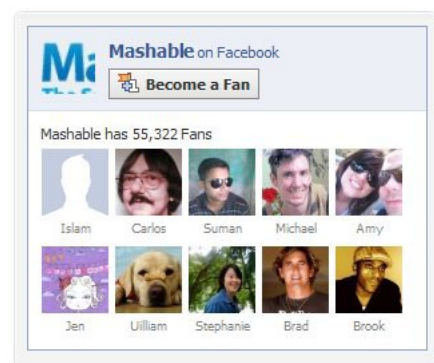 Ma
Mashable on Facebook
Become a Fan
Mashable has 55,322 Fans
Islam Carlos Suman Michael Amy
Jen Uilliam Stephanie Brad Brook